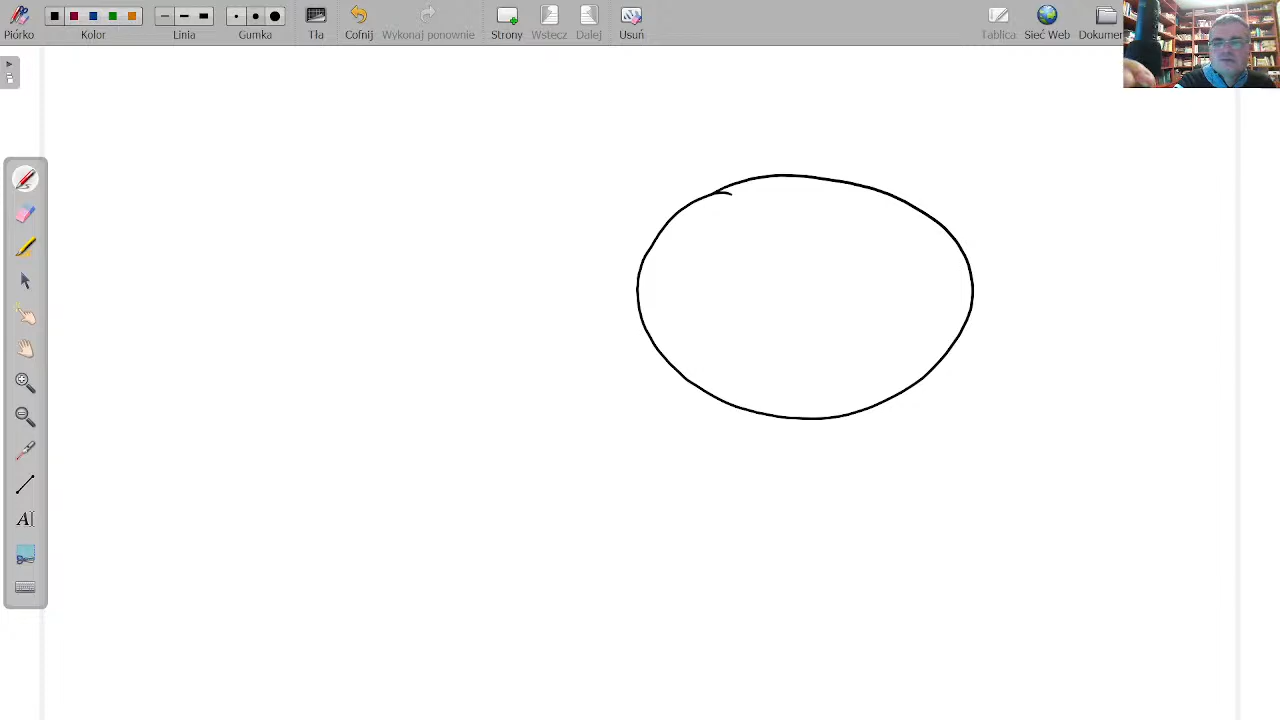 Piórko Kolor Linia Gumka Tła Cofnij Wykonaj ponownie Strony Wstecz Dalej Usuń Tablica Sieć Web Dokumen
A